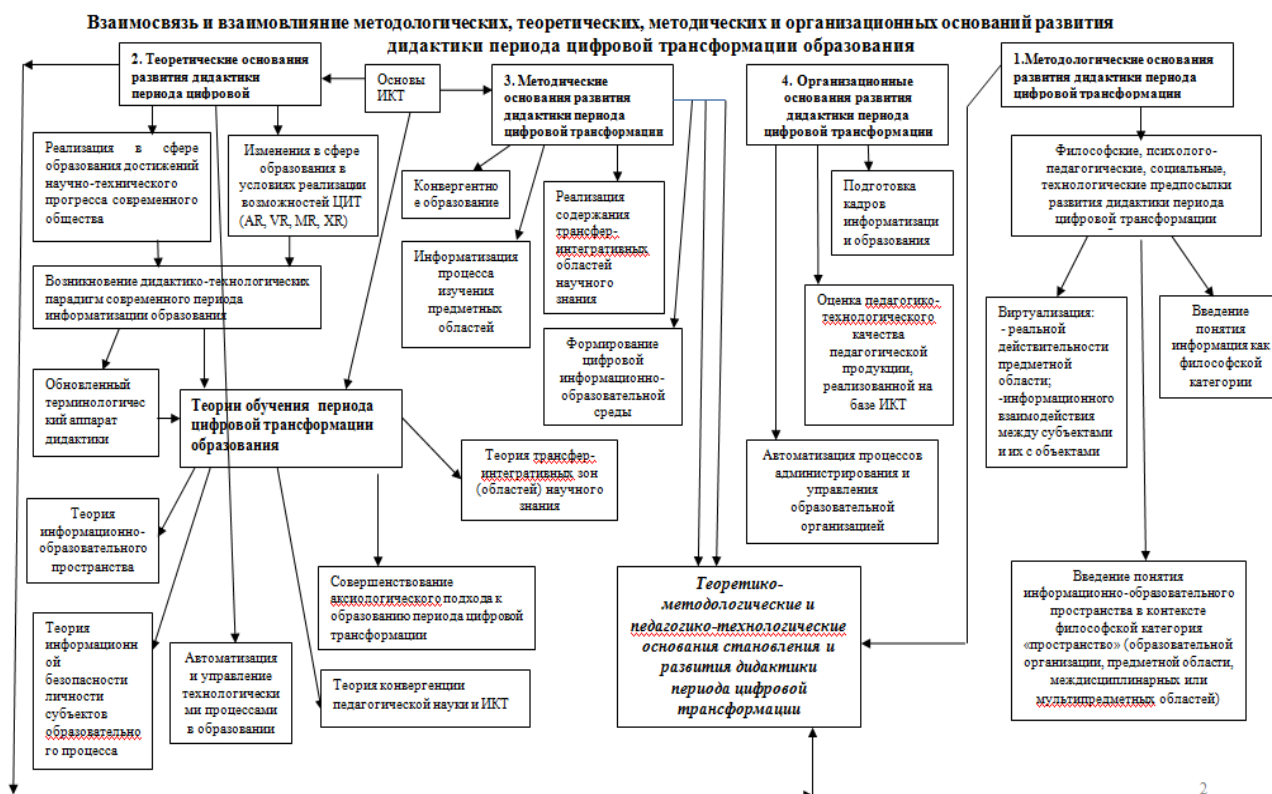 Взаимосвязь и взаимовлияние методологических, теоретических, методических и организационных оснований развития
дидактики периода цифровой трансформации образования
2. Теоретические основания
развития дидактики
периода цифровой
Основы
ИКТ
3. Методические
основания развития
дидактики периода
цифровой трансформации
4. Организационные
основания развития
дидактики периода
цифровой трансформации
1.Методологические основания
развития дидактики периода
цифровой трансформации
Реализация в сфере
образования достижений
научно-технического
прогресса современного
общества
Изменения в сфере
образования в
условиях реализации
возможностей ЦИТ
(AR, VR, MR, XR)
Конвергентно
е образование
Реализация
содержания
трансфер-
интегративных
областей
научного
знания
Подготовка
кадров
информатизаци
и образования
Философские, психолого-
педагогические, социальные,
технологические предпосылки
развития дидактики периода
цифровой трансформации
Информатизация
процесса
изучения
предметных
областей
Возникновение дидактико-технологических
парадигм современного периода
информатизации образования
Оценка педагогико-
технологического
качества
педагогической
продукции,
реализованной на
базе ИКТ
Виртуализация:
- реальной
действительности
предметной
области;
-информационного
взаимодействия
между субъектами
и их с объектами
Введение
понятия
информация как
философской
категории
Формирование
цифровой
информационно-
образовательной
среды
Обновленный
терминологиче
ский аппарат
дидактики
Теории обучения периода
цифровой трансформации
образования
Теория трансфер-
интегративных зон
(областей) научного
знания
Автоматизация процессов
администрирования и
управления
образовательной
организацией
Теория
информационно-
образовательного
пространства
Совершенствование
аксиологического подхода к
образованию периода цифровой
трансформации
Теоретико-
методологические и
педагогико-технологические
основания становления и
развития дидактики
периода цифровой
трансформации
Введение понятия
информационно-образовательного
пространства в контексте
философской категория
«пространство» (образовательной
организации, предметной области,
междисциплинарных или
мультипредметных областей)
Теория
информационн
ой
безопасности
личности
субъектов
образовательно
го процесса
Автоматизация
и управление
технологически
ми процессами
в образовании
Теория конвергенции
педагогической науки и ИКТ
2